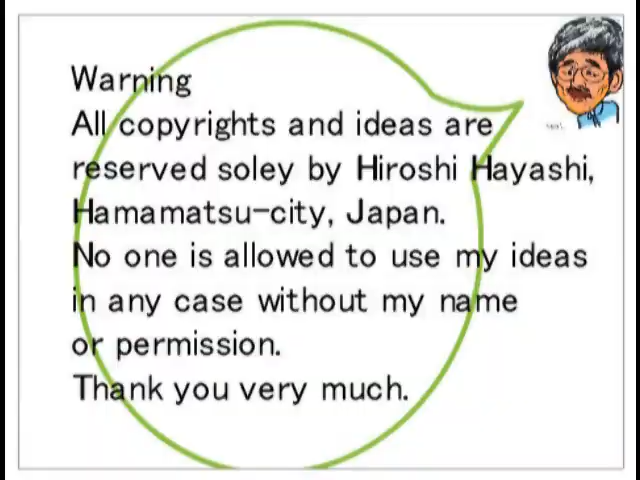 Warning
All copyrights and ideas are
reserved soley by Hiroshi Hayashi,
Hamamatsu-city, Japan.
No one is allowed to use my ideas
in any case without my name
or permission.
Thank you very much.